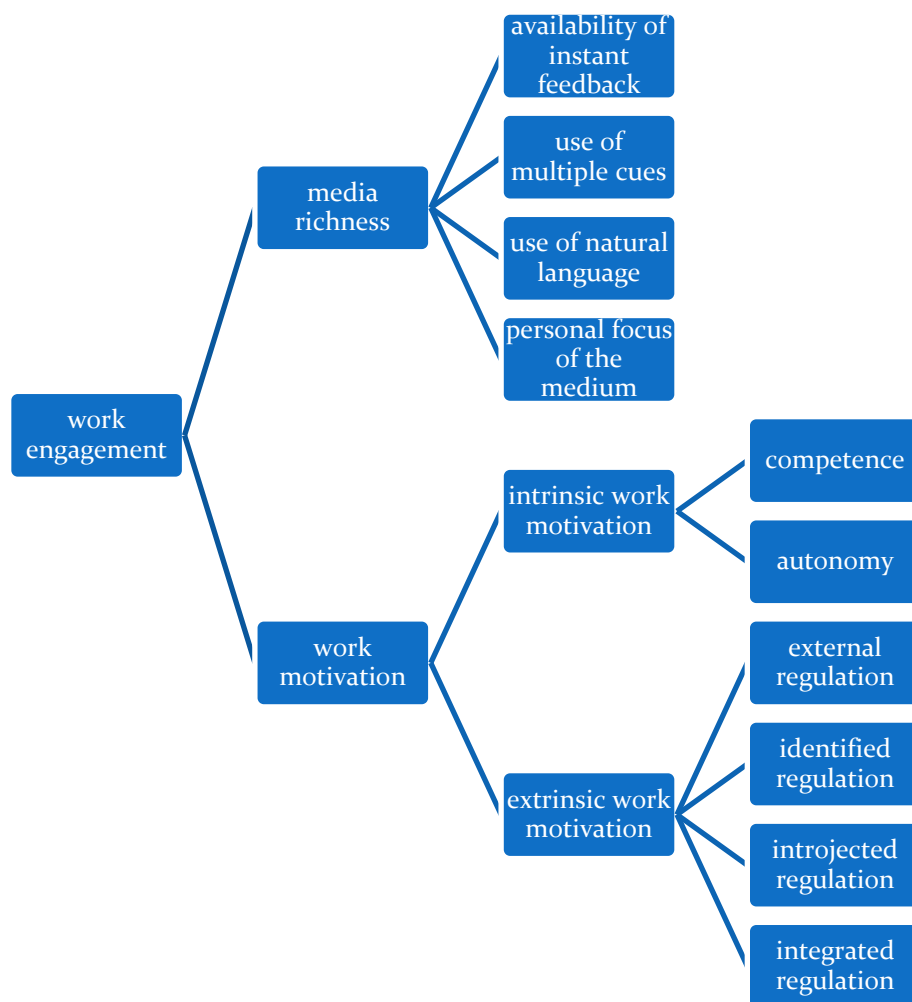 availability of
instant
feedback
use of
multiple cues
media
richness
use of natural
language
personal focus
of the
medium
work
engagement
competence
intrinsic work
motivation
autonomy
work
motivation
external
regulation
identified
regulation
extrinsic work
motivation
introjected
regulation
integrated
regulation